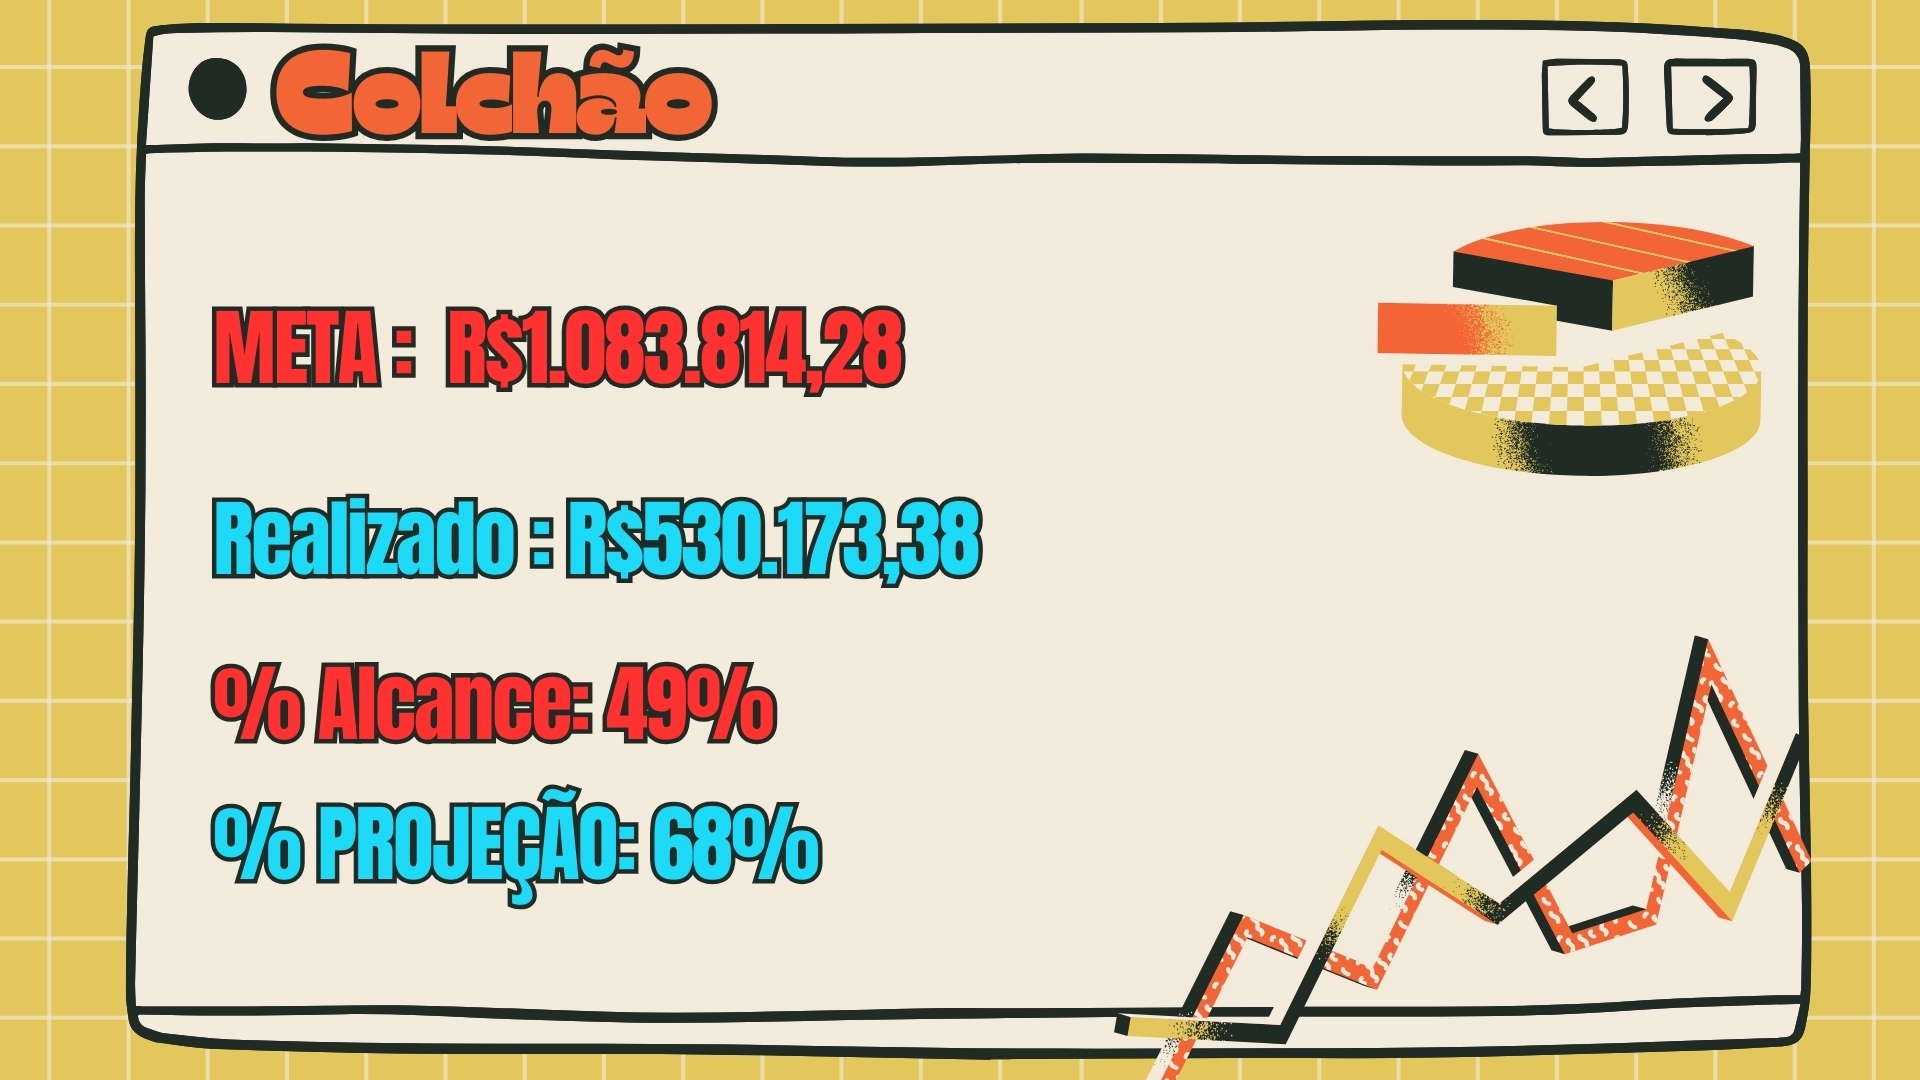 Colchão
META : R$1.083.814,28
Realizado : R$530.173,38
% Alcance: 49%
% PROJEÇÃO: 68%